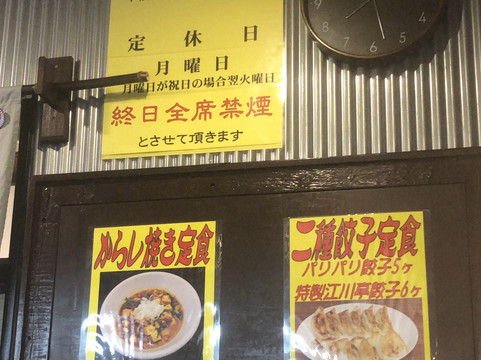 定休日
月曜日
月曜日が祝日の場合翌火曜日
終日全席禁煙
とさせて頂きます
からし焼き定食
二種餃子定食
パリパリ餃子5ヶ
特製江川亭餃子6ヶ